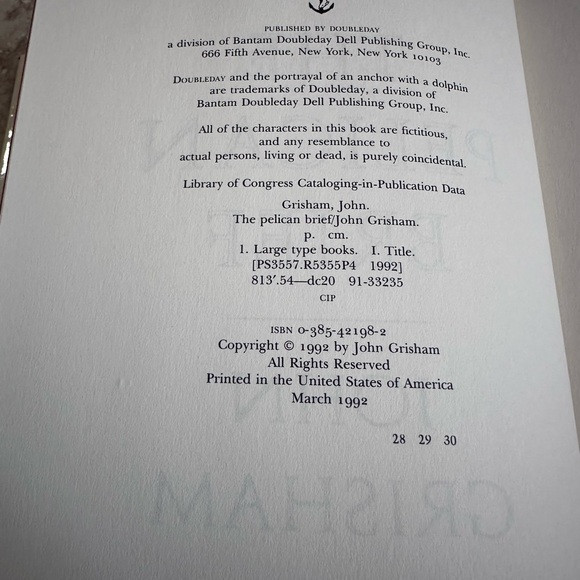 PUBLISHED BY DOUBLEDAY
a division of Bantam Doubleday Dell Publishing Group, Inc.
666 Fifth Avenue, New York, New York 10103
DOUBLEDAY and the portrayal of an anchor with a dolphin
are trademarks of Doubleday, a division of
Bantam Doubleday Dell Publishing Group, Inc.
All of the characters in this book are fictitious,
and any resemblance to
actual persons, living or dead, is purely coincidental.
Library of Congress Cataloging-in-Publication Data
Grisham, John.
The pelican brief/John Grisham.
p. cm.
1. Large type books. I. Title.
[PS3557.R5355P4 1992]
813′.54—dc20 91-33235
CIP
ISBN 0-385-42198-2
Copyright © 1992 by John Grisham
All Rights Reserved
Printed in the United States of America
March 1992
28 29 30
PELICAN
BRIEF
JOHN
GRISHAM